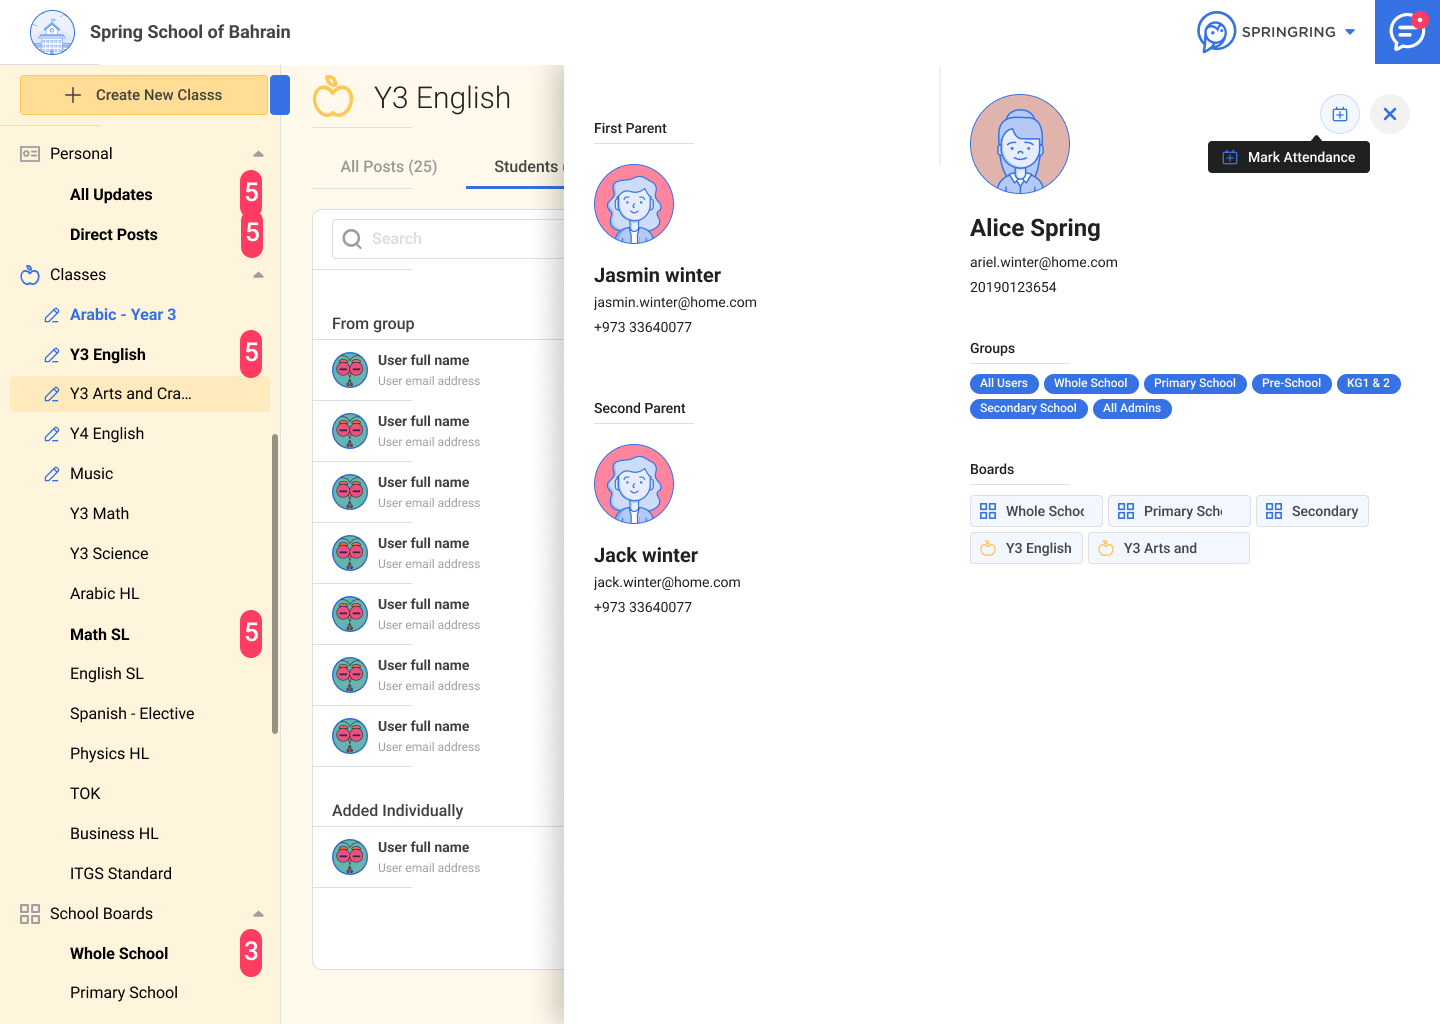 Spring School of Bahrain
SPRINGRING
Create New Classs
Personal
All Updates
5
Direct Posts
5
Classes
Arabic - Year 3
Y3 English
5
Y3 Arts and Cra...
Y4 English
Music
Y3 Math
Y3 Science
Arabic HL
Math SL
5
English SL
Spanish - Elective
Physics HL
TOK
Business HL
ITGS Standard
School Boards
Whole School
3
Primary School
Y3 English
All Posts (25)
Students (
Search
From group
User full name
User email address
User full name
User email address
User full name
User email address
User full name
User email address
User full name
User email address
User full name
User email address
User full name
User email address
Added Individually
User full name
User email address
First Parent
Jasmin winter
jasmin.winter@home.com
+973 33640077
Second Parent
Jack winter
jack.winter@home.com
+973 33640077
Mark Attendance
Alice Spring
ariel.winter@home.com
20190123654
Groups
All Users Whole School Primary School Pre-School KG1 & 2
Secondary School All Admins
Boards
Whole Schoo Primary Sch Secondary
Y3 English Y3 Arts and